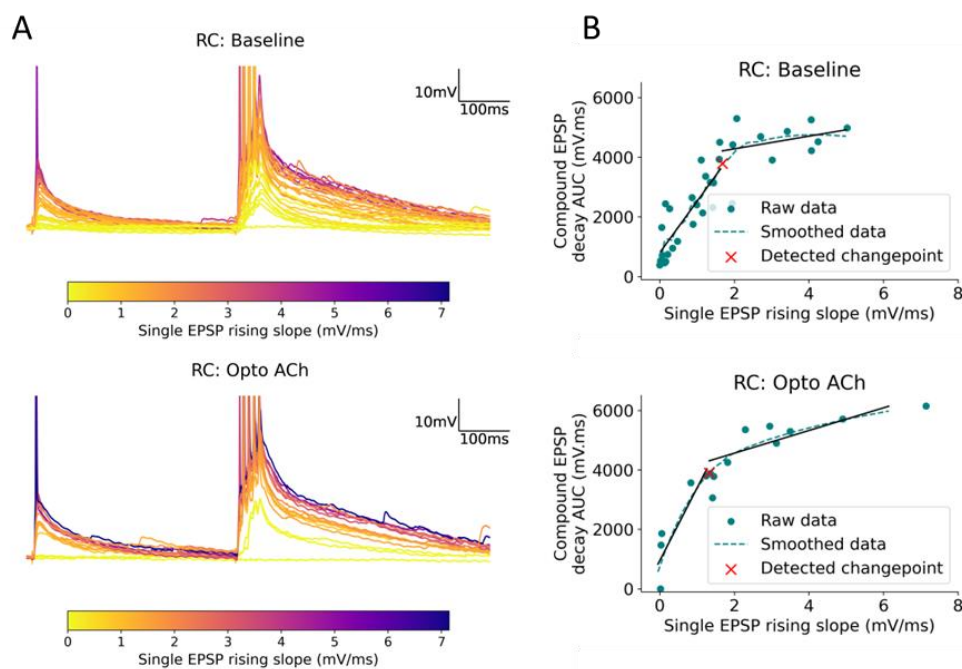 A
RC: Baseline
10mV
100ms
0 1 2 3 4 5 6 7
Single EPSP rising slope (mV/ms)
RC: Opto ACh
10mV
100ms
0 1 2 3 4 5 6 7
Single EPSP rising slope (mV/ms)
B
RC: Baseline
Compound EPSP
decay AUC (mV.ms)
6000
4000
2000
0
Raw data
Smoothed data
Detected changepoint
0 2 4 6 8
Single EPSP rising slope (mV/ms)
RC: Opto ACh
Compound EPSP
decay AUC (mV.ms)
6000
4000
2000
0
Raw data
Smoothed data
Detected changepoint
0 2 4 6 8
Single EPSP rising slope (mV/ms)